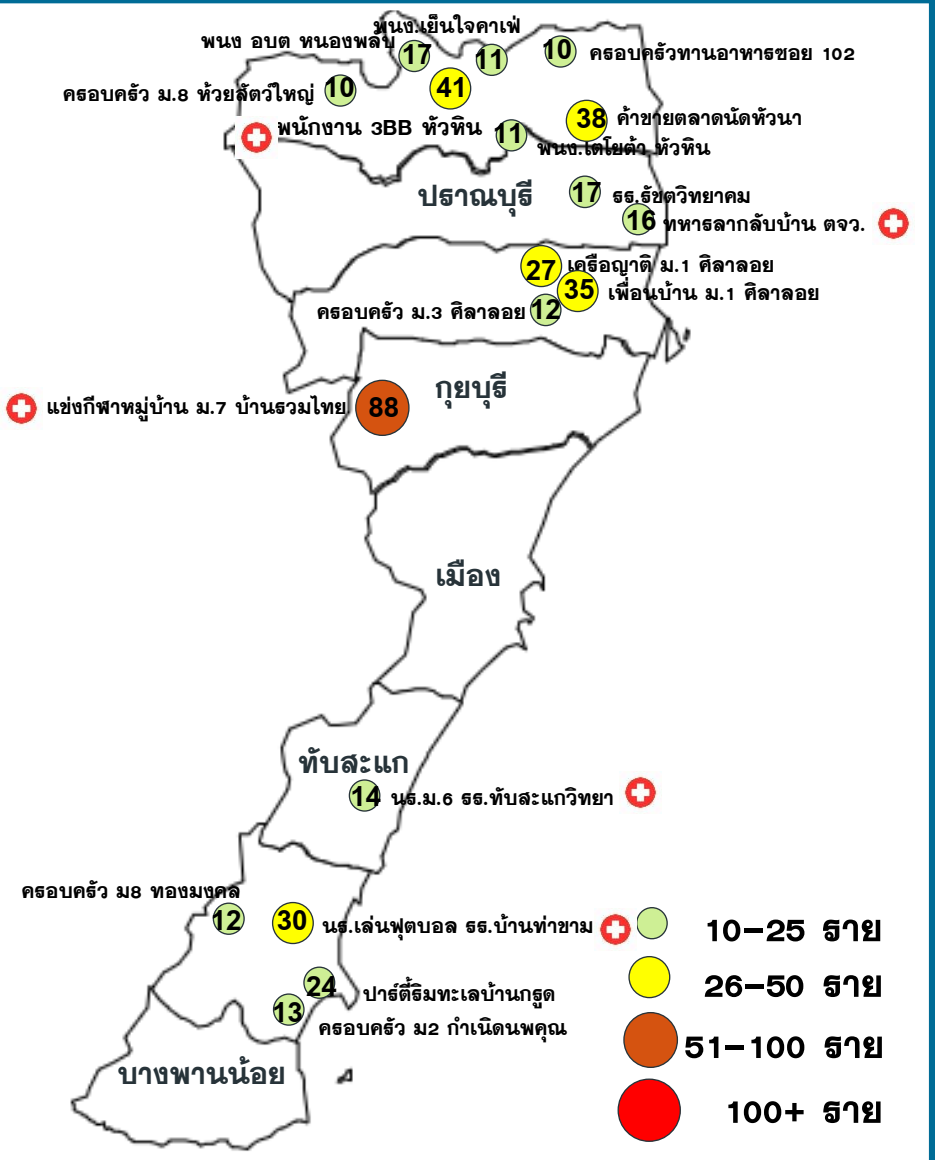 พนง.เย็นใจคาเฟ่
พนง อบต หนองพลับ
17
11
10
ครอบครัวทานอาหารซอย 102
ครอบครัว ม.8 ห้วยสัตว์ใหญ่
10
41
พนักงาน 3BB หัวหิน
11
38
ค้าขายตลาดนัดหัวนา
พนง.โตโยต้า หัวหิน
ปราณบุรี
17
รร.รัชตวิทยาคม
16
ทหารลากลับบ้าน ตจว.
27
เครือญาติ ม.1 ศิลาลอย
35
เพื่อนบ้าน ม.1 ศิลาลอย
ครอบครัว ม.3 ศิลาลอย
12
กุยบุรี
แข่งกีฬาหมู่บ้าน ม.7 บ้านรวมไทย
88
เมือง
ทับสะแก
14
นร.ม.6 รร.ทับสะแกวิทยา
ครอบครัว ม8 ทองมงคล
12
30
นร.เล่นฟุตบอล รร.บ้านท่าขาม
24
ปาร์ตี้ริมทะเลบ้านกรูด
13
ครอบครัว ม2 กำเนิดนพคุณ
บางพานน้อย
10-25 ราย
26-50 ราย
51-100 ราย
100+ ราย